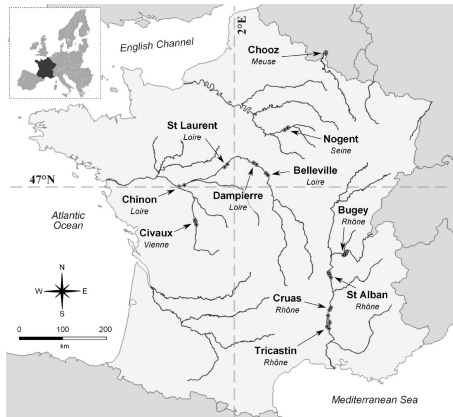 English Channel
2°E
Chooz
Meuse
St Laurent
Loire
Nogent
Seine
Belleville
Loire
47°N
Chinon
Loire
Dampierre
Loire
Bugey
Rhône
Atlantic
Ocean
Civaux
Vienne
N
W E
S
St Alban
Rhône
Cruas
Rhône
0 100 200
km
Tricastin
Rhône
Mediterranean Sea